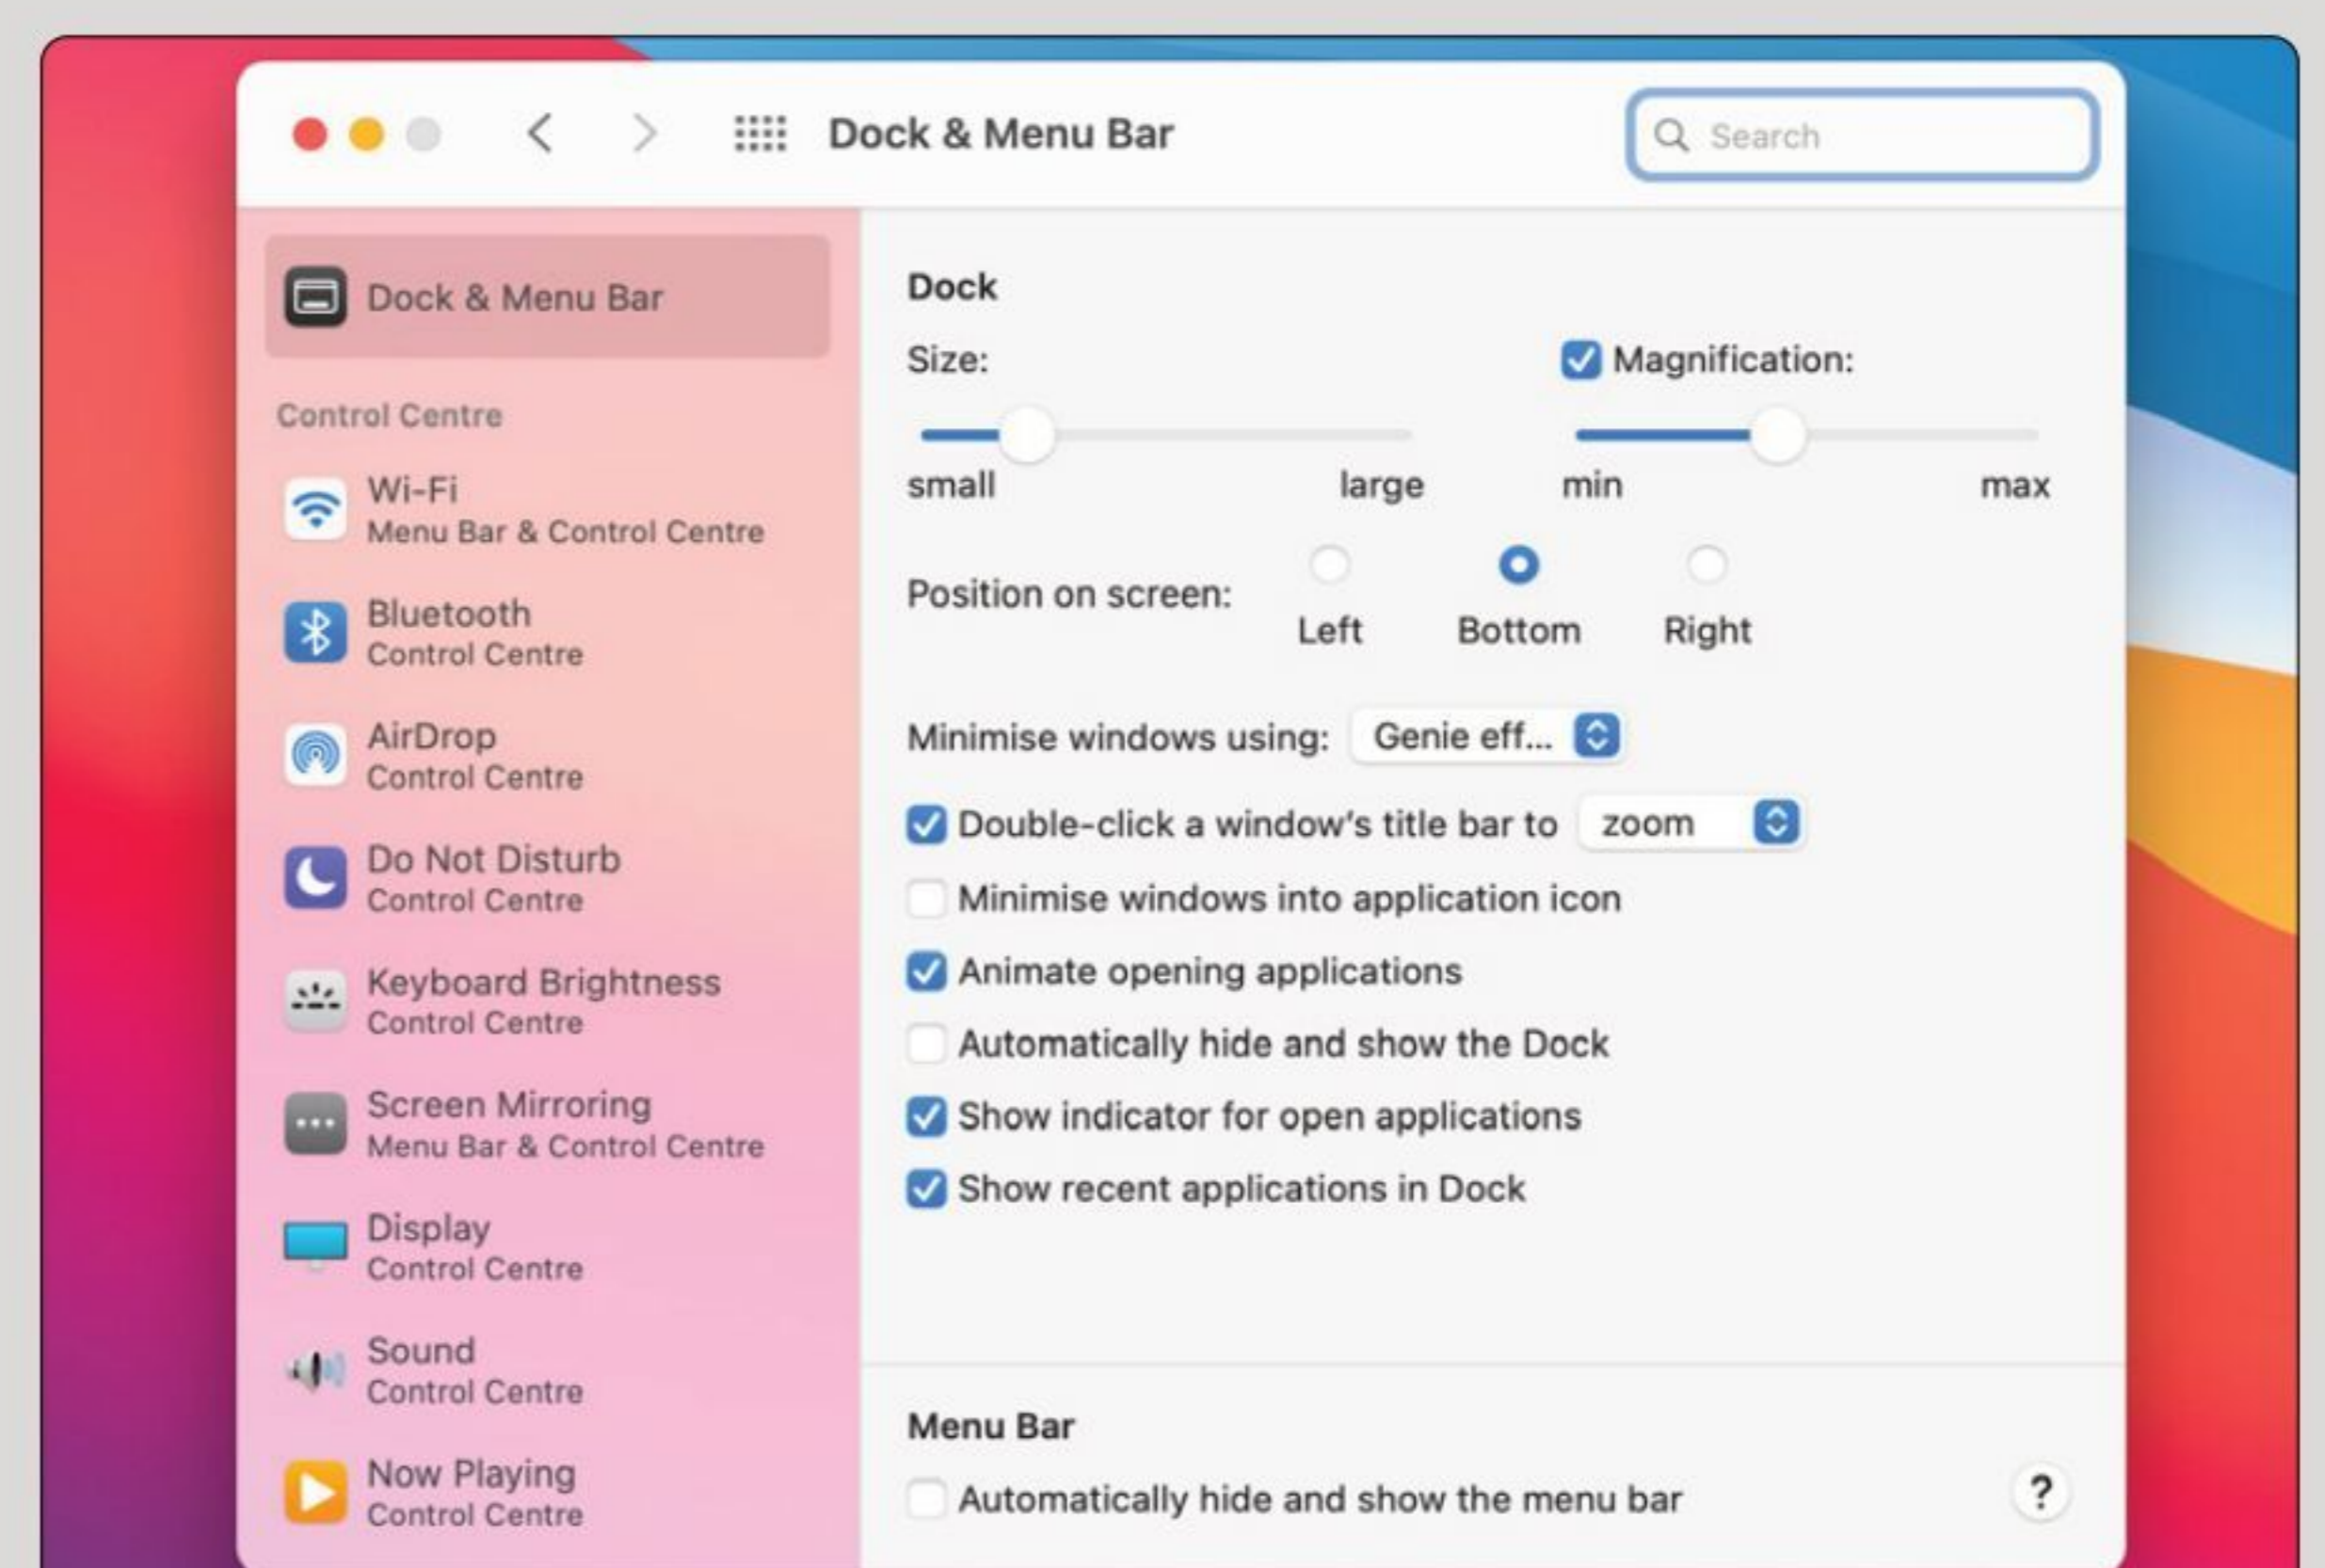 Dock & Menu Bar
Search
Dock & Menu Bar
Control Centre
Wi-Fi
Menu Bar & Control Centre
Bluetooth
Control Centre
AirDrop
Control Centre
Do Not Disturb
Control Centre
Keyboard Brightness
Control Centre
Screen Mirroring
Menu Bar & Control Centre
Display
Control Centre
Sound
Control Centre
Now Playing
Control Centre
Dock
Size:
Magnification:
small large min max
Position on screen:
Left Bottom Right
Minimise windows using: Genie eff...
Double-click a window's title bar to zoom
Minimise windows into application icon
Animate opening applications
Automatically hide and show the Dock
Show indicator for open applications
Show recent applications in Dock
Menu Bar
Automatically hide and show the menu bar
?